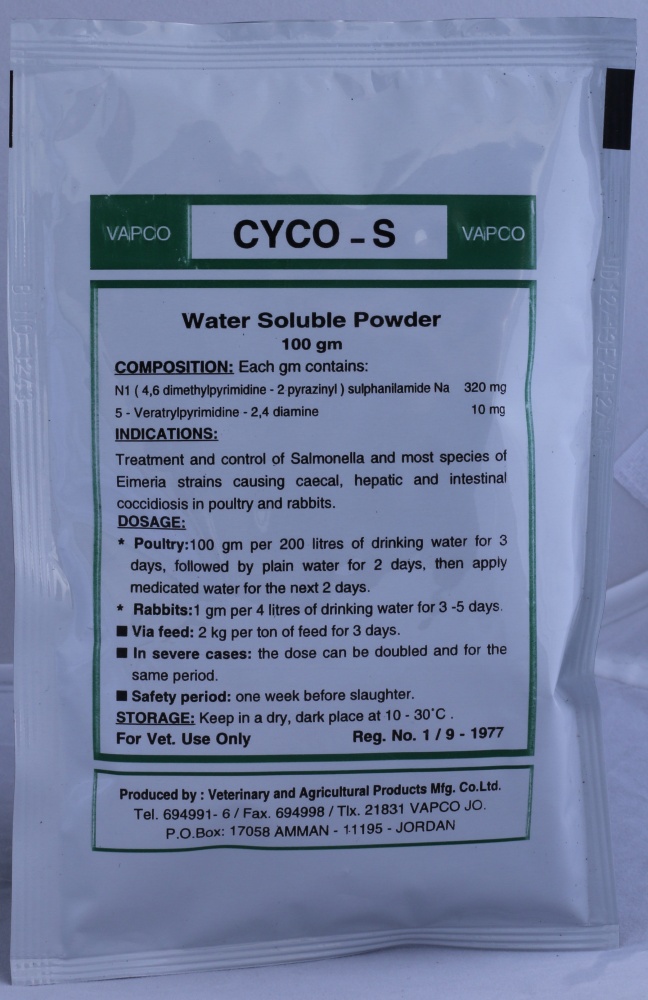 VAPCO CYCO - S VAPCO
Water Soluble Powder
100 gm
COMPOSITION: Each gm contains:
N1 ( 4,6 dimethylpyrimidine - 2 pyrazinyl ) sulphanilamide Na 320 mg
5 - Veratrylpyrimidine - 2,4 diamine 10 mg
INDICATIONS:
Treatment and control of Salmonella and most species of
Eimeria strains causing caecal, hepatic and intestinal
coccidiosis in poultry and rabbits.
DOSAGE:
* Poultry:100 gm per 200 litres of drinking water for 3
days, followed by plain water for 2 days, then apply
medicated water for the next 2 days.
* Rabbits:1 gm per 4 litres of drinking water for 3 -5 days.
■ Via feed: 2 kg per ton of feed for 3 days.
■ In severe cases: the dose can be doubled and for the
same period.
■ Safety period: one week before slaughter.
STORAGE: Keep in a dry, dark place at 10 - 30°C .
For Vet. Use Only Reg. No. 1 / 9 - 1977
Produced by : Veterinary and Agricultural Products Mfg. Co.Ltd.
Tel. 694991- 6 / Fax. 694998 / Tlx. 21831 VAPCO JO.
P.O.Box: 17058 AMMAN - 11195 - JORDAN